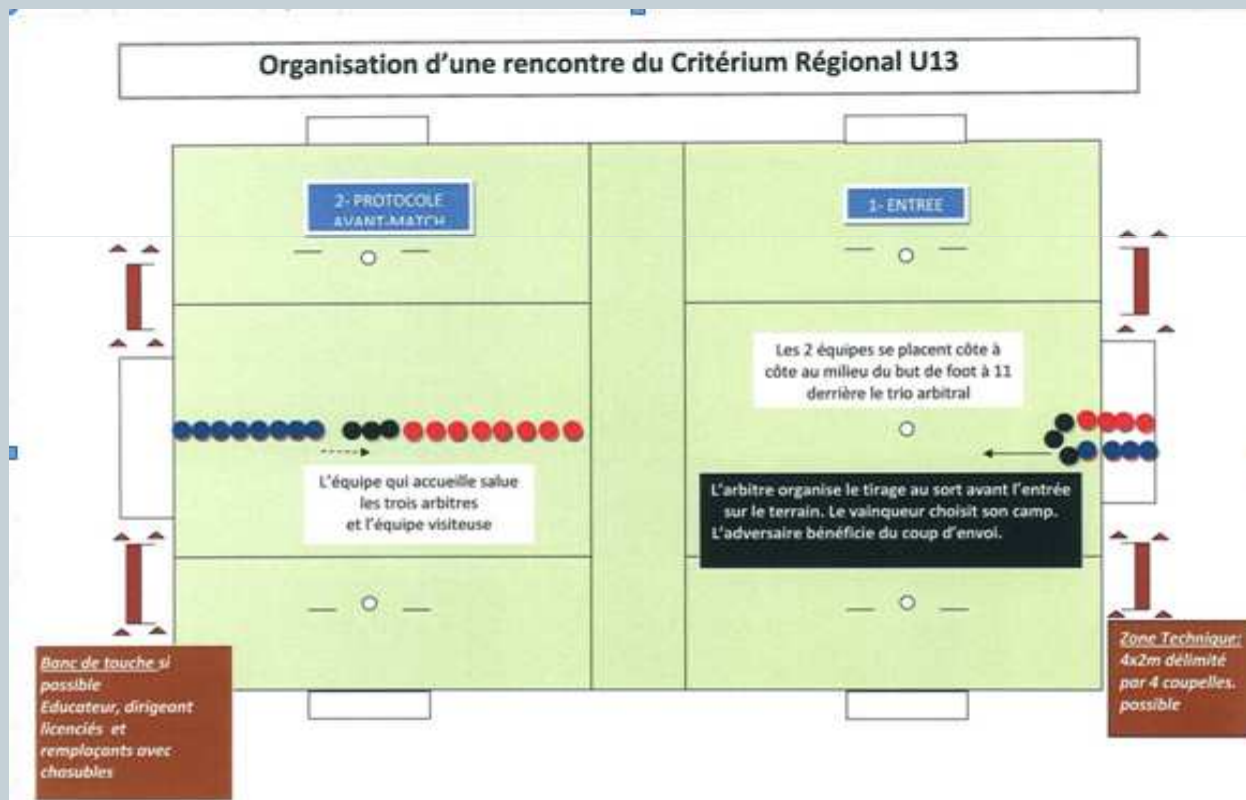 Organisation d'une rencontre du Critérium Régional U13
2- PROTOCOLE
AVANT-MATCH
1- ENTREE
Les 2 équipes se placent côte à
côte au milieu du but de foot à 11
derrière le trio arbitral
L'équipe qui accueille salue
les trois arbitres
et l'équipe visiteuse
L'arbitre organise le tirage au sort avant l'entrée
sur le terrain. Le vainqueur choisit son camp.
L'adversaire bénéficie du coup d'envoi.
Banc de touche si
possible
Educateur, dirigeant
licenciés et
remplaçants avec
chasubles
Zone Technique:
4x2m délimité
par 4 coupelles.
possible